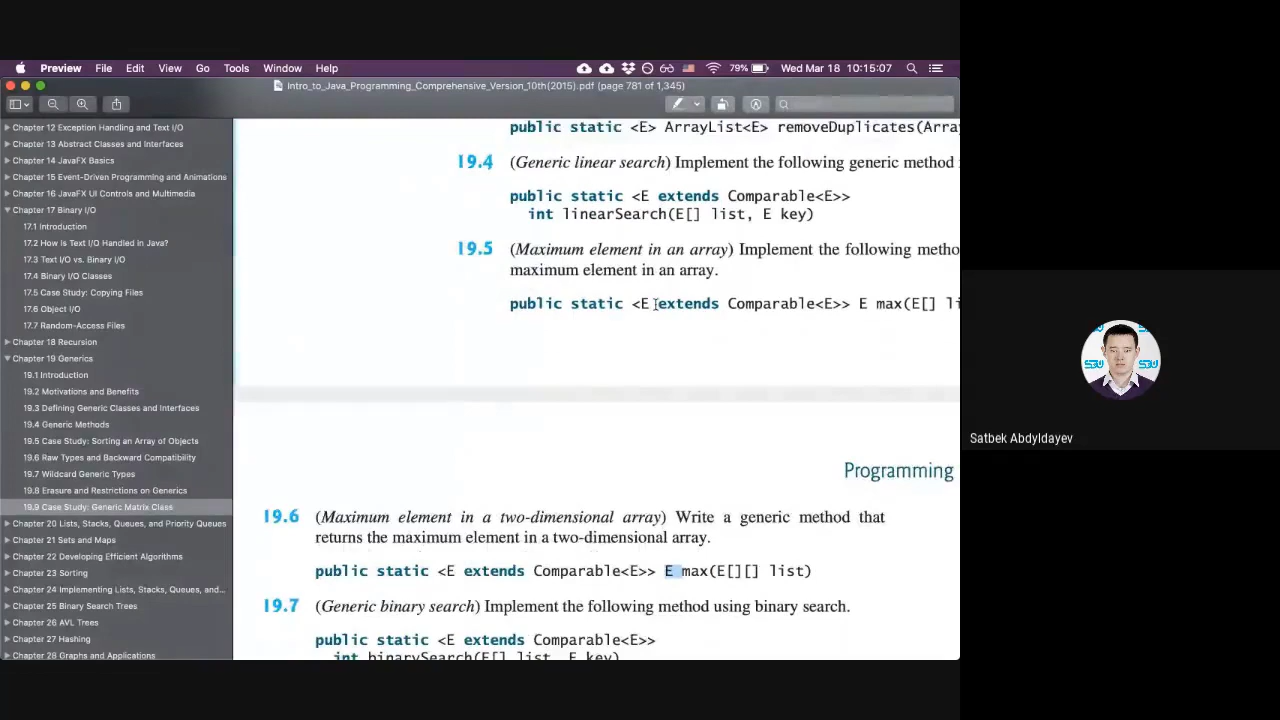 Preview File Edit View Go Tools Window Help 79% Wed Mar 18 10:15:07
Intro_to_Java_Programming_Comprehensive_Version_10th(2015).pdf (page 781 of 1,345)
Search
Chapter 12 Exception Handling and Text I/O
Chapter 13 Abstract Classes and Interfaces
Chapter 14 JavaFX Basics
Chapter 15 Event-Driven Programming and Animations
Chapter 16 JavaFX UI Controls and Multimedia
Chapter 17 Binary I/O
17.1 Introduction
17.2 How Is Text I/O Handled in Java?
17.3 Text I/O vs. Binary I/O
17.4 Binary I/O Classes
17.5 Case Study: Copying Files
17.6 Object I/O
17.7 Random-Access Files
Chapter 18 Recursion
Chapter 19 Generics
19.1 Introduction
19.2 Motivations and Benefits
19.3 Defining Generic Classes and Interfaces
19.4 Generic Methods
19.5 Case Study: Sorting an Array of Objects
19.6 Raw Types and Backward Compatibility
19.7 Wildcard Generic Types
19.8 Erasure and Restrictions on Generics
19.9 Case Study: Generic Matrix Class
Chapter 20 Lists, Stacks, Queues, and Priority Queues
Chapter 21 Sets and Maps
Chapter 22 Developing Efficient Algorithms
Chapter 23 Sorting
Chapter 24 Implementing Lists, Stacks, Queues, and...
Chapter 25 Binary Search Trees
Chapter 26 AVL Trees
Chapter 27 Hashing
Chapter 28 Graphs and Applications
public static <E> ArrayList<E> removeDuplicates(Array
19.4 (Generic linear search) Implement the following generic method
public static <E extends Comparable<E>>
int linearSearch(E[] list, E key)
19.5 (Maximum element in an array) Implement the following metho
maximum element in an array.
public static <E extends Comparable<E>> E max(E[] li
Programming
19.6 (Maximum element in a two-dimensional array) Write a generic method that
returns the maximum element in a two-dimensional array.
public static <E extends Comparable<E>> E max(E[][] list)
19.7 (Generic binary search) Implement the following method using binary search.
public static <E extends Comparable<E>>
int binarySearch(E[] list, E key)
Satbek Abdyldayev